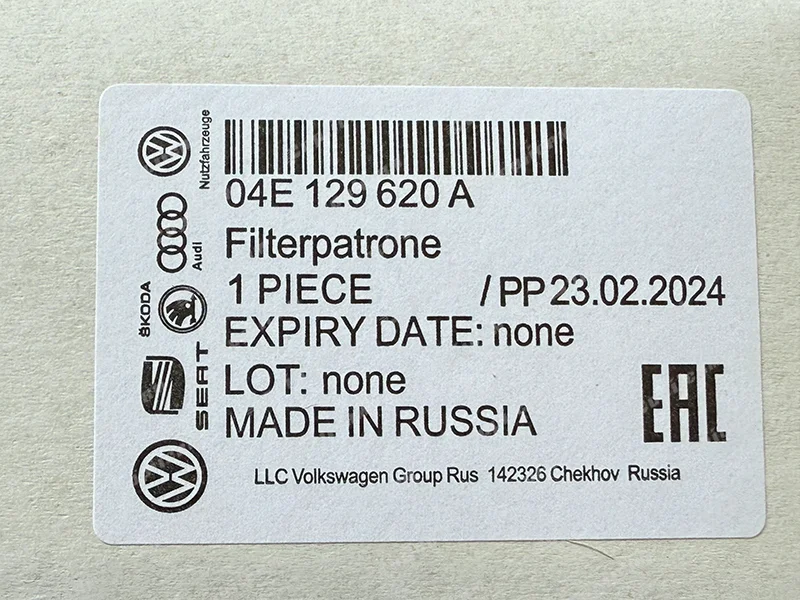 Nutzfahrzeuge
Audi
ŠKODA
SEAT
04E 129 620 A
Filterpatrone
1 PIECE /PP 23.02.2024
EXPIRY DATE: none
LOT: none
MADE IN RUSSIA
EAC
LLC Volkswagen Group Rus 142326 Chekhov Russia